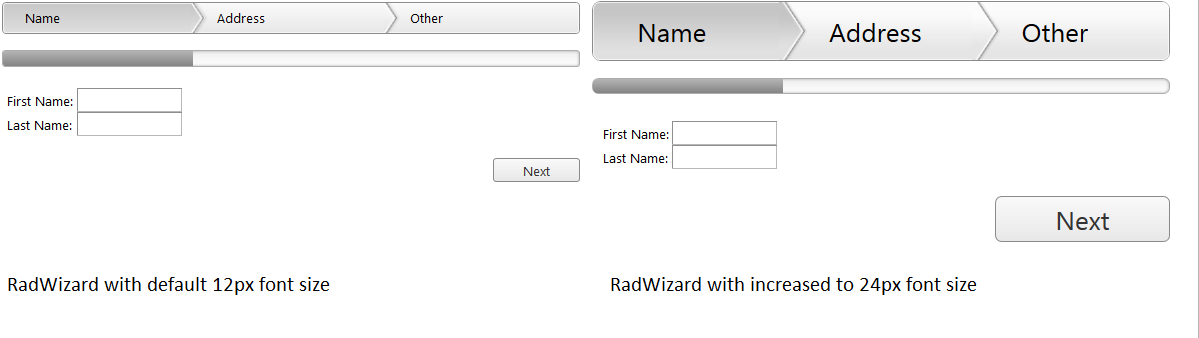 Name Address Other
First Name:
Last Name:
Next
RadWizard with default 12px font size
Name Address Other
First Name:
Last Name:
Next
RadWizard with increased to 24px font size